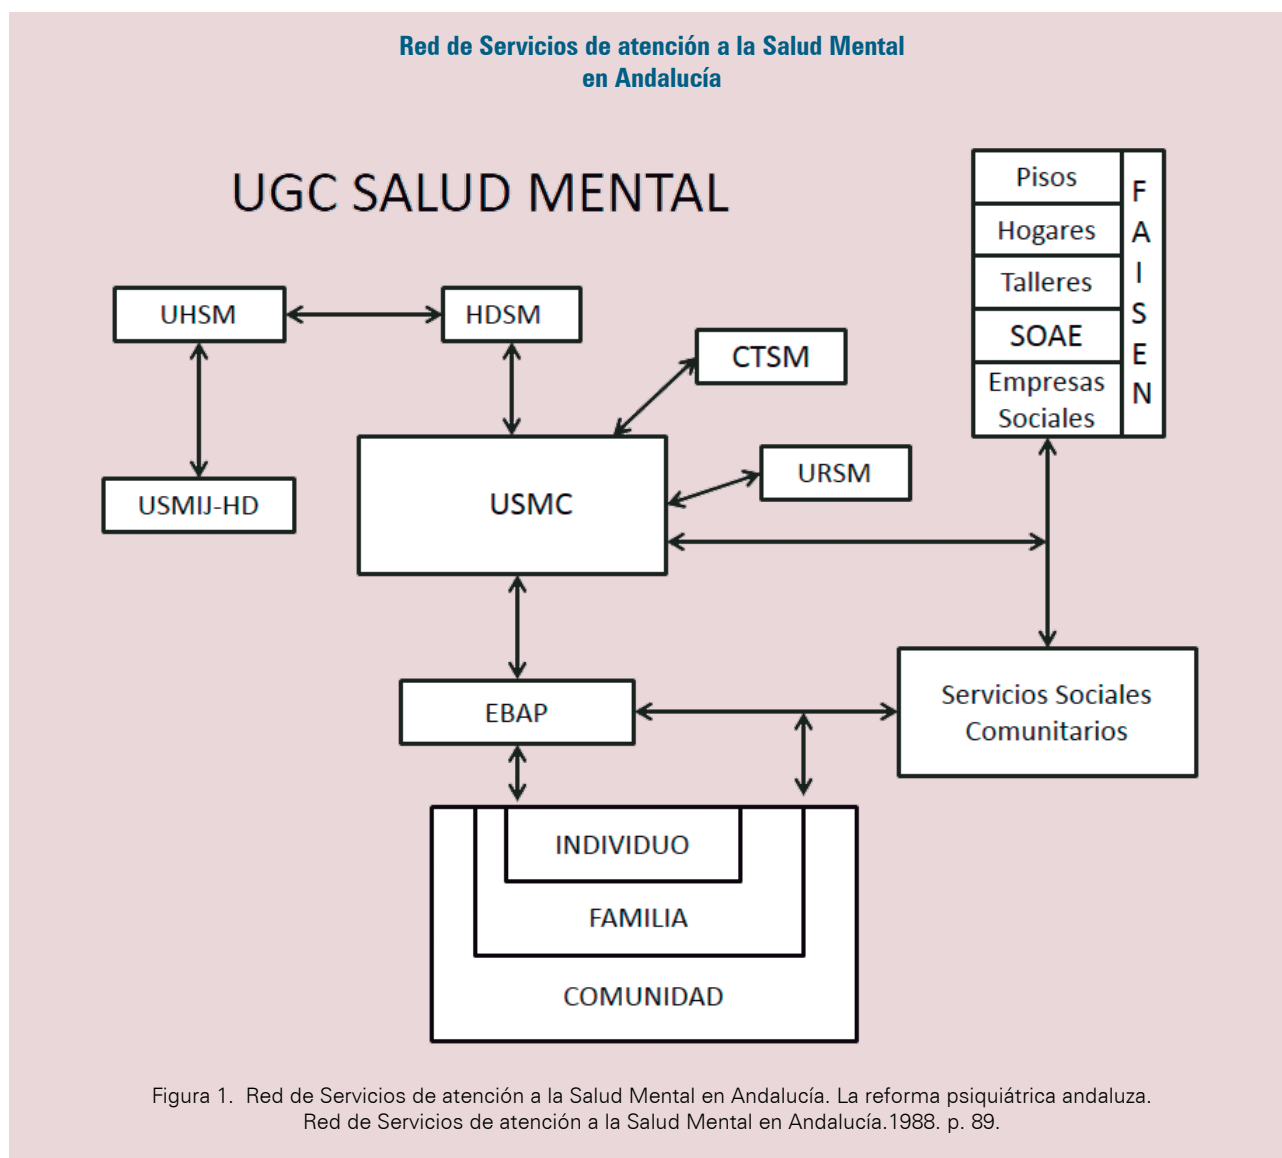 Red de Servicios de atención a la Salud Mental
en Andalucía
UGC SALUD MENTAL
Pisos
Hogares
Talleres
SOAE
Empresas
Sociales
F
A
I
S
E
N
UHSM
HDSM
CTSM
USMIJ-HD
USMC
URSM
EBAP
Servicios Sociales
Comunitarios
INDIVIDUO
FAMILIA
COMUNIDAD
Figura 1. Red de Servicios de atención a la Salud Mental en Andalucía. La reforma psiquiátrica andaluza.
Red de Servicios de atención a la Salud Mental en Andalucía.1988. p. 89.